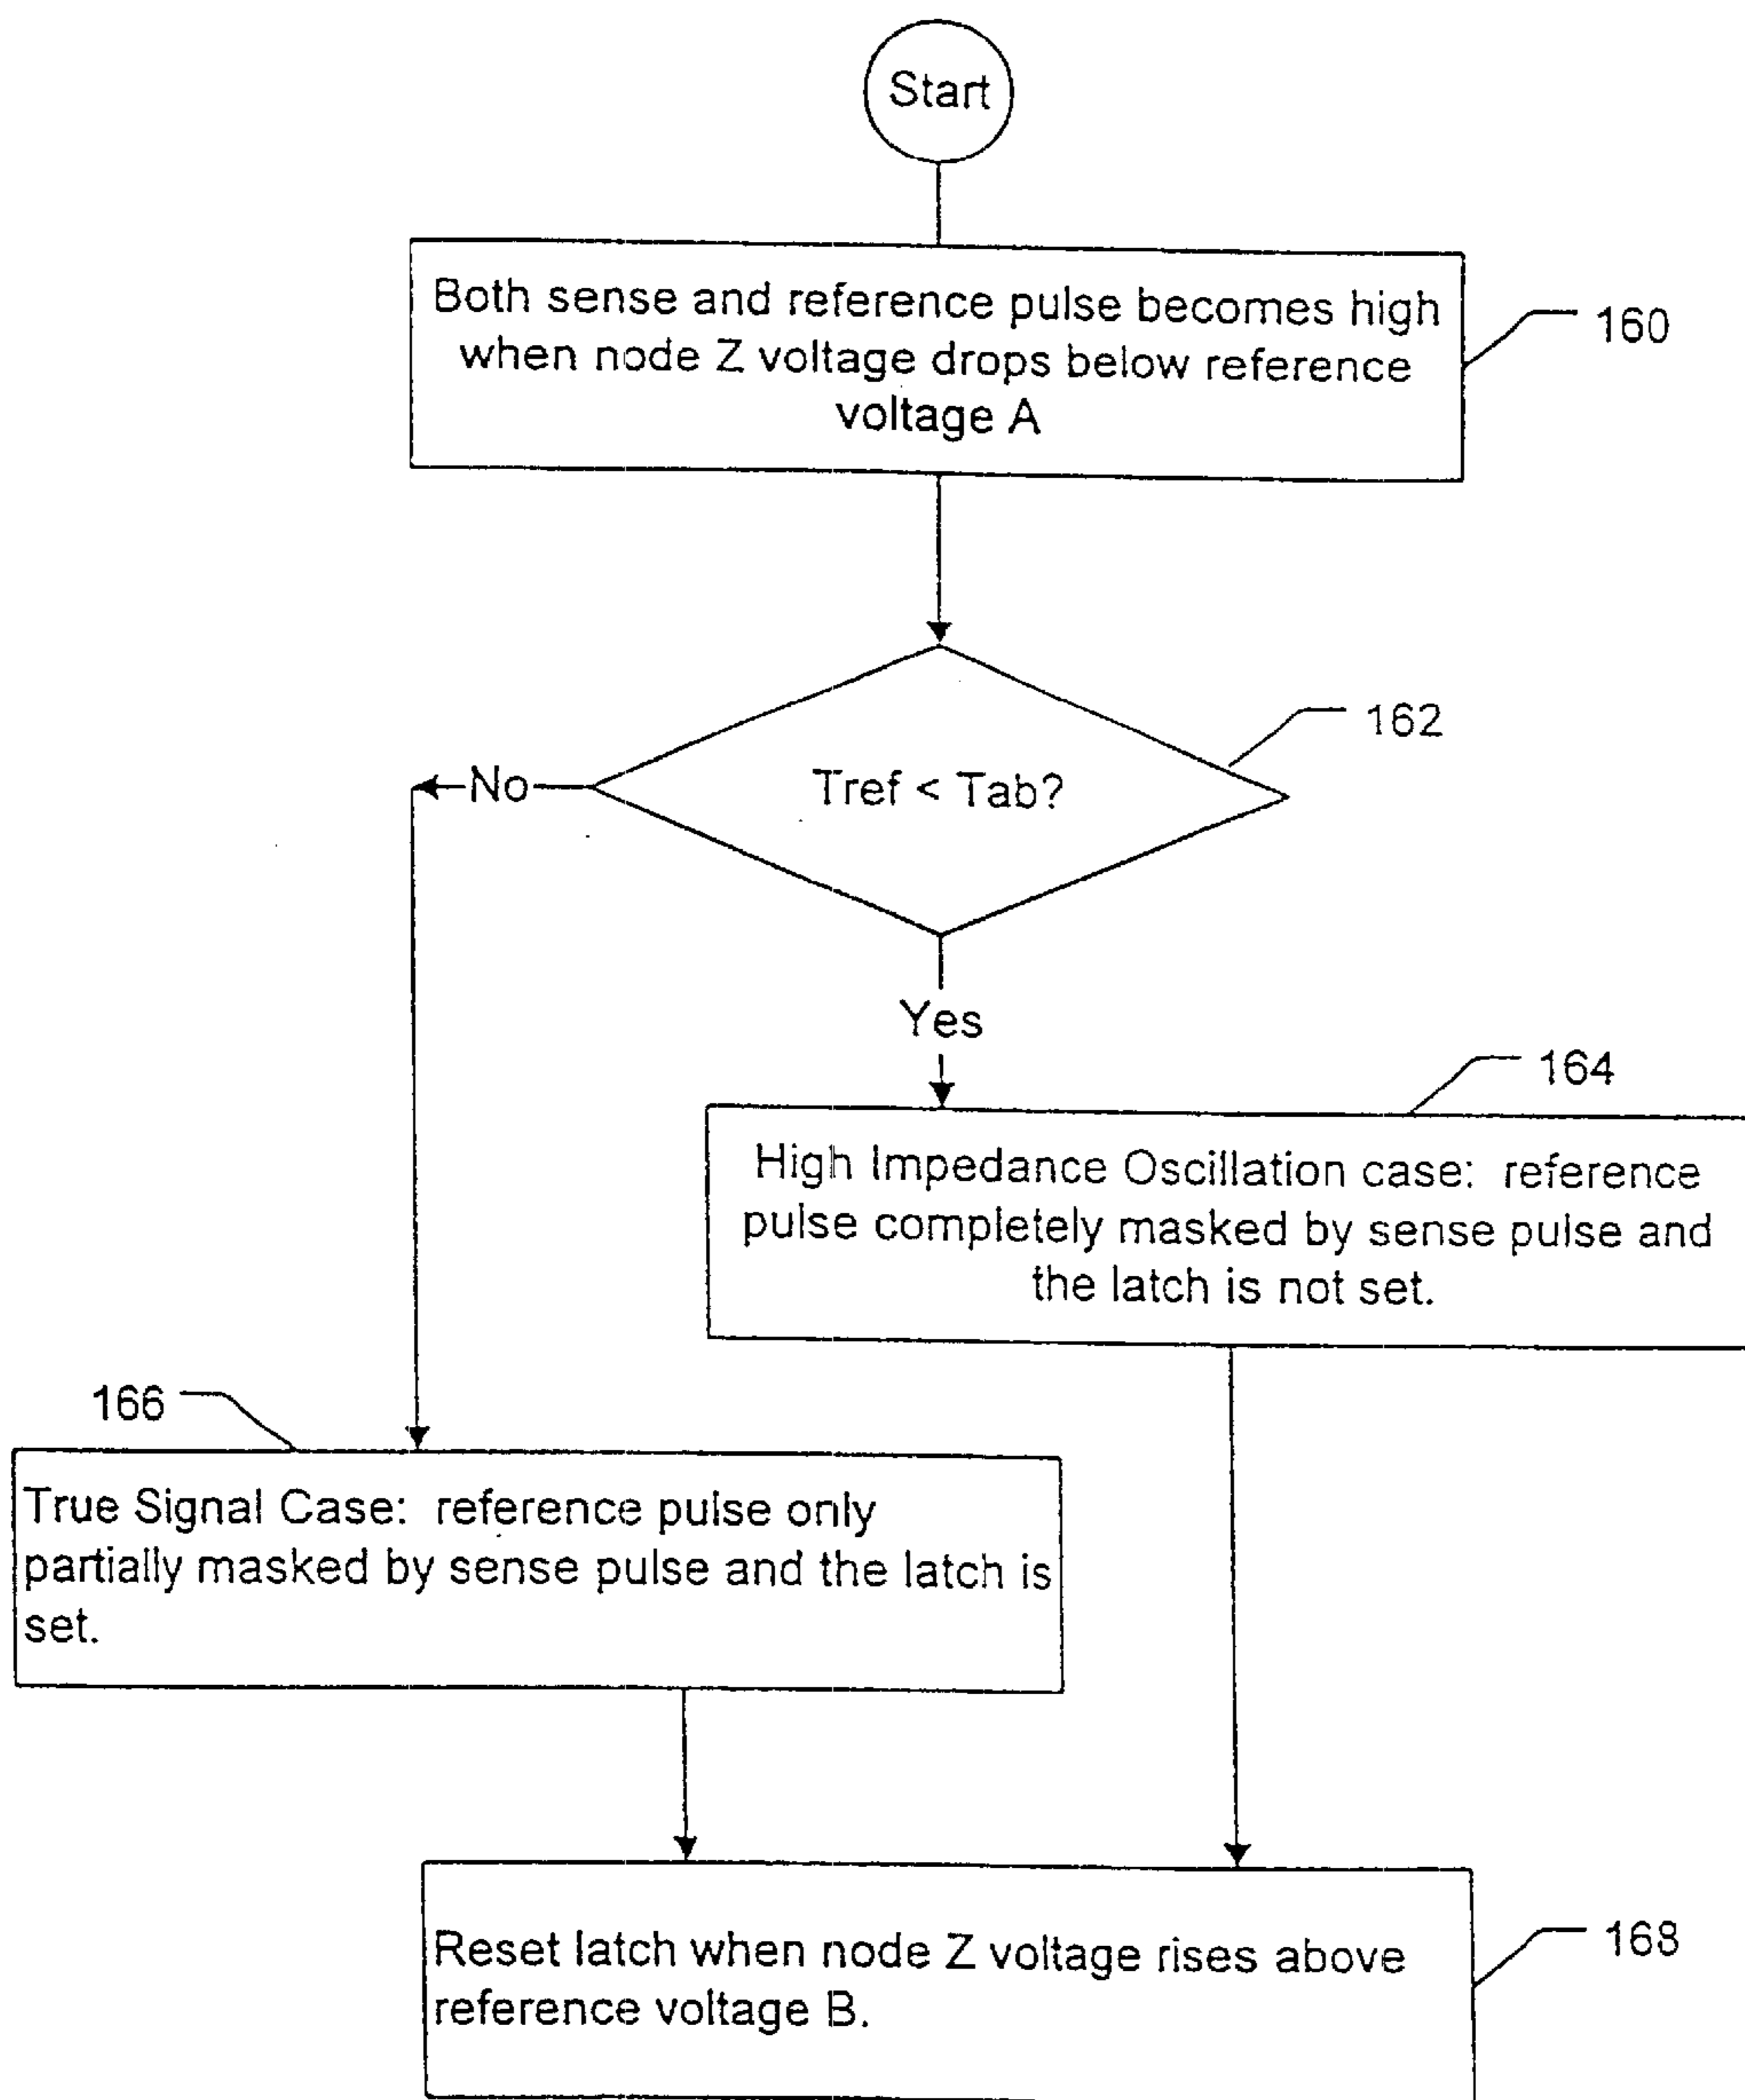 Start
Both sense and reference pulse becomes high
when node Z voltage drops below reference
voltage A
160
162
Tref < Tab?
No
Yes
164
High Impedance Oscillation case: reference
pulse completely masked by sense pulse and
the latch is not set.
166
True Signal Case: reference pulse only
partially masked by sense pulse and the latch is
set.
Reset latch when node Z voltage rises above
reference voltage B.
168